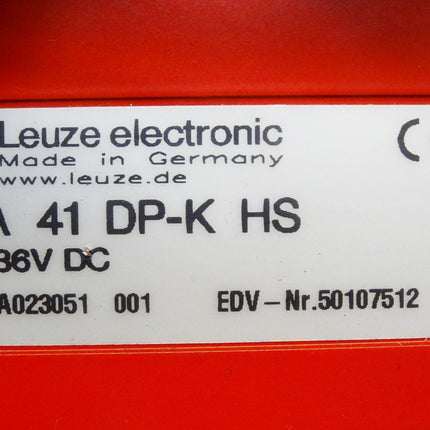 Leuze electronic
Made in Germany
www.leuze.de
A 41 DP-K HS
36V DC
A023051 001 EDV-Nr.50107512